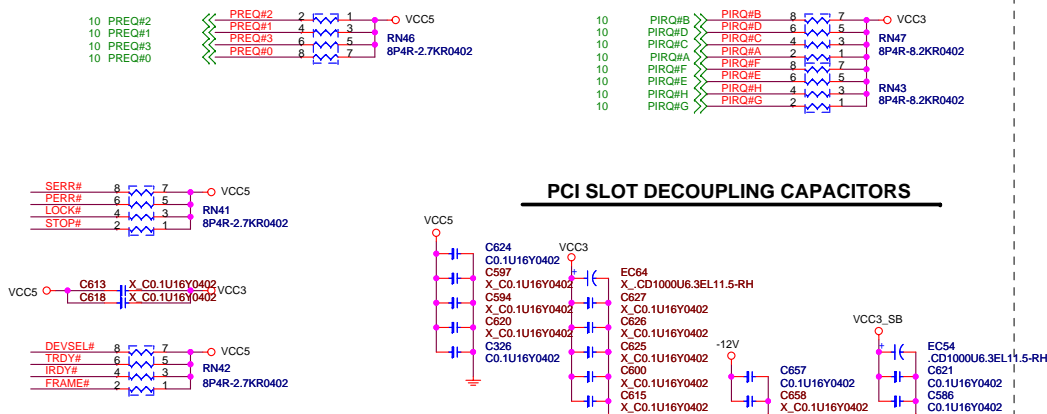 10 PREQ#2 PREQ#2 2 1 VCC5
10 PREQ#1 PREQ#1 4 3
10 PREQ#3 PREQ#3 6 5 RN46
10 PREQ#0 PREQ#0 8 7 8P4R-2.7KR0402
10 PIRQ#B PIRQ#B 8 7 VCC3
10 PIRQ#D PIRQ#D 6 5
10 PIRQ#C PIRQ#C 4 3 RN47
10 PIRQ#A PIRQ#A 2 1 8P4R-8.2KR0402
10 PIRQ#F PIRQ#F 8 7
10 PIRQ#E PIRQ#E 6 5
10 PIRQ#H PIRQ#H 4 3 RN43
10 PIRQ#G PIRQ#G 2 1 8P4R-8.2KR0402
SERR# 8 7 VCC5
PERR# 6 5
LOCK# 4 3 RN41
STOP# 2 1 8P4R-2.7KR0402
VCC5 C613 X_C0.1U16Y0402 VCC3
C618 X_C0.1U16Y0402
DEVSEL# 8 7 VCC5
TRDY# 6 5
IRDY# 4 3 RN42
FRAME# 2 1 8P4R-2.7KR0402
PCI SLOT DECOUPLING CAPACITORS
VCC5
C624
C0.1U16Y0402
C597
X_C0.1U16Y0402
C594
X_C0.1U16Y0402
C620
X_C0.1U16Y0402
C326
C0.1U16Y0402
VCC3
+
EC64
X_.CD1000U6.3EL11.5-RH
C627
X_C0.1U16Y0402
C626
X_C0.1U16Y0402
C625
X_C0.1U16Y0402
C600
X_C0.1U16Y0402
C615
X_C0.1U16Y0402
-12V
C657
C0.1U16Y0402
C658
X_C0.1U16Y0402
VCC3_SB
+
EC54
.CD1000U6.3EL11.5-RH
C621
C0.1U16Y0402
C586
C0.1U16Y0402